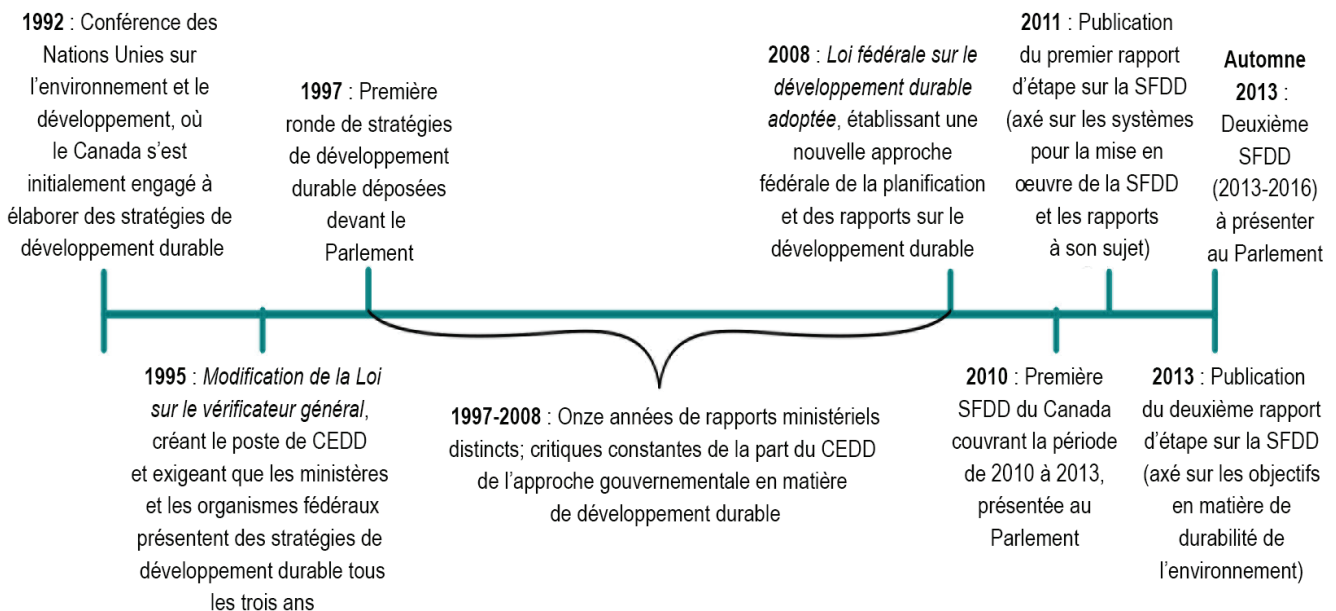 1992 : Conférence des
Nations Unies sur
l’environnement et le
développement, où
le Canada s’est
initialement engagé à
élaborer des stratégies de
développement durable
1997 : Première
ronde de stratégies
de développement
durable déposées
devant le
Parlement
2008 : Loi fédérale sur le
développement durable
adoptée, établissant une
nouvelle approche
fédérale de la planification
et des rapports sur le
développement durable
2011 : Publication
du premier rapport
d’étape sur la SFDD
(axé sur les systèmes
pour la mise en
œuvre de la SFDD
et les rapports
à son sujet)
Automne
2013 :
Deuxième
SFDD
(2013-2016)
à présenter
au Parlement
1995 : Modification de la Loi
sur le vérificateur général,
créant le poste de CEDD
et exigeant que les ministères
et les organismes fédéraux
présentent des stratégies de
développement durable tous
les trois ans
1997-2008 : Onze années de rapports ministériels
distincts; critiques constantes de la part du CEDD
de l’approche gouvernementale en matière
de développement durable
2010 : Première
SFDD du Canada
couvrant la période
de 2010 à 2013,
présentée au
Parlement
2013 : Publication
du deuxième rapport
d’étape sur la SFDD
(axé sur les objectifs
en matière de
durabilité de
l’environnement)